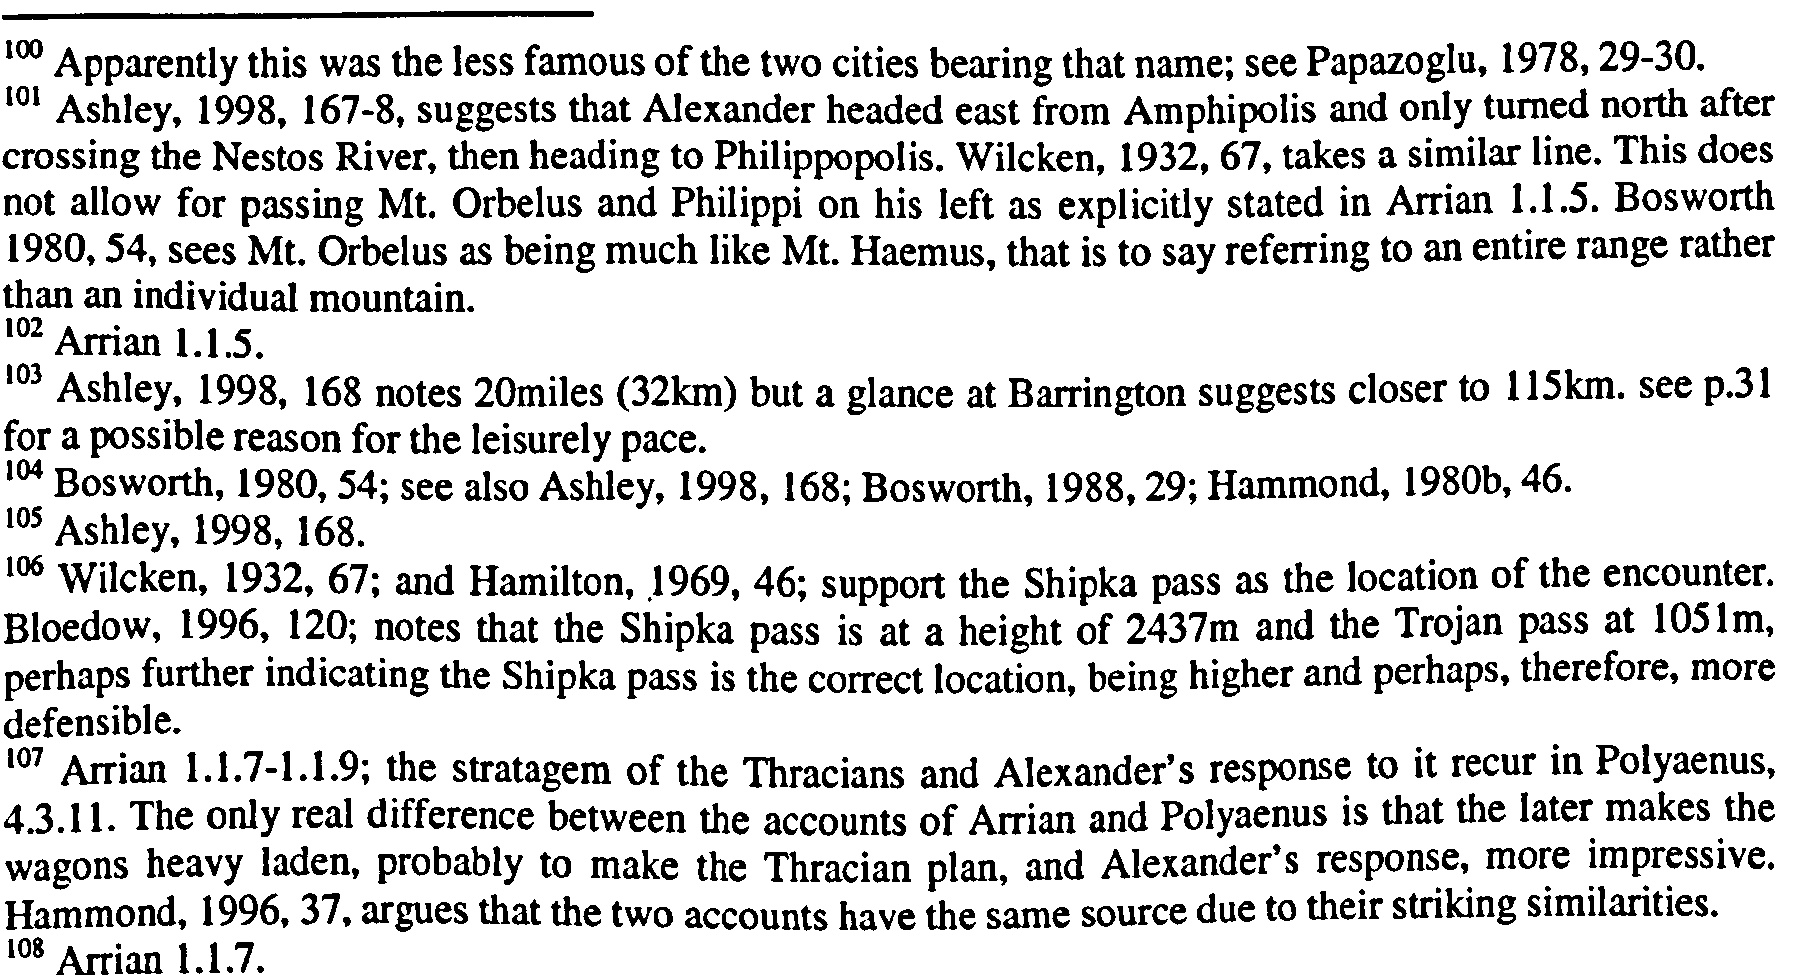 100 Apparently this was the less famous of the two cities bearing that name; see Papazoglu, 1978, 29-30.
101 Ashley, 1998, 167-8, suggests that Alexander headed east from Amphipolis and only turned north after
crossing the Nestos River, then heading to Philippopolis. Wilcken, 1932, 67, takes a similar line. This does
not allow for passing Mt. Orbelus and Philippi on his left as explicitly stated in Arrian 1.1.5. Bosworth
1980, 54, sees Mt. Orbelus as being much like Mt. Haemus, that is to say referring to an entire range rather
than an individual mountain.
102 Arrian 1.1.5.
103 Ashley, 1998, 168 notes 20miles (32km) but a glance at Barrington suggests closer to 115km. see p.31
for a possible reason for the leisurely pace.
104 Bosworth, 1980, 54; see also Ashley, 1998, 168; Bosworth, 1988, 29; Hammond, 1980b, 46.
105 Ashley, 1998, 168.
106 Wilcken, 1932, 67; and Hamilton, 1969, 46; support the Shipka pass as the location of the encounter.
Bloedow, 1996, 120; notes that the Shipka pass is at a height of 2437m and the Trojan pass at 1051m,
perhaps further indicating the Shipka pass is the correct location, being higher and perhaps, therefore, more
defensible.
107 Arrian 1.1.7-1.1.9; the stratagem of the Thracians and Alexander's response to it recur in Polyaenus,
4.3.11. The only real difference between the accounts of Arrian and Polyaenus is that the later makes the
wagons heavy laden, probably to make the Thracian plan, and Alexander's response, more impressive.
Hammond, 1996, 37, argues that the two accounts have the same source due to their striking similarities.
108 Arrian 1.1.7.